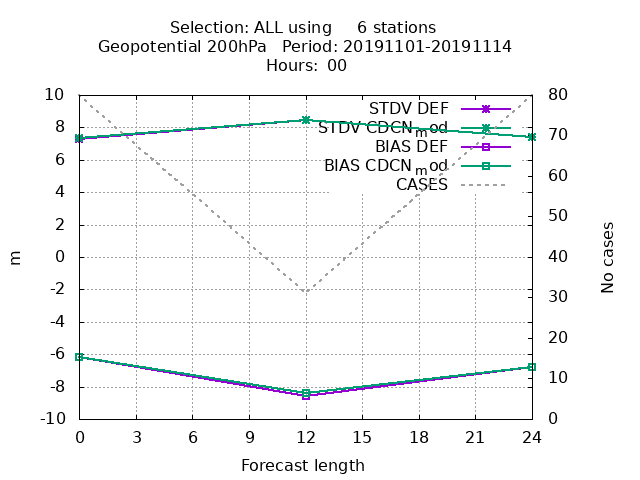 Selection: ALL using     6 stations
Geopotential 200hPa   Period: 20191101-20191114
Hours: 00
10
8
6
4
2
0
-2
-4
-6
-8
-10
m
80
70
60
50
40
30
20
10
0
No cases
STDV DEF
STDV CDCNmod
BIAS DEF
BIAS CDCNmod
CASES
0 3 6 9 12 15 18 21 24
Forecast length